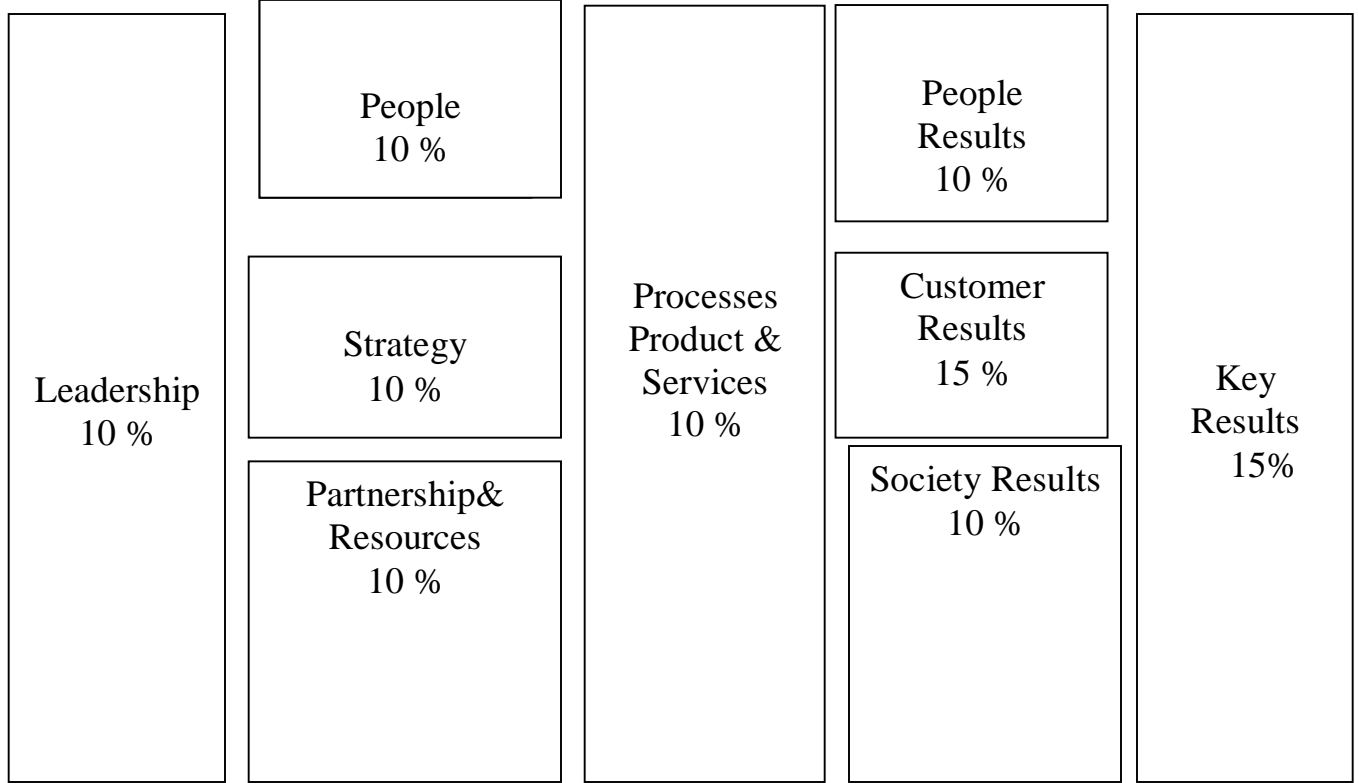 Leadership
10 %
People
10 %
Strategy
10 %
Partnership&
Resources
10 %
Processes
Product &
Services
10 %
People
Results
10 %
Customer
Results
15 %
Society Results
10 %
Key
Results
15%